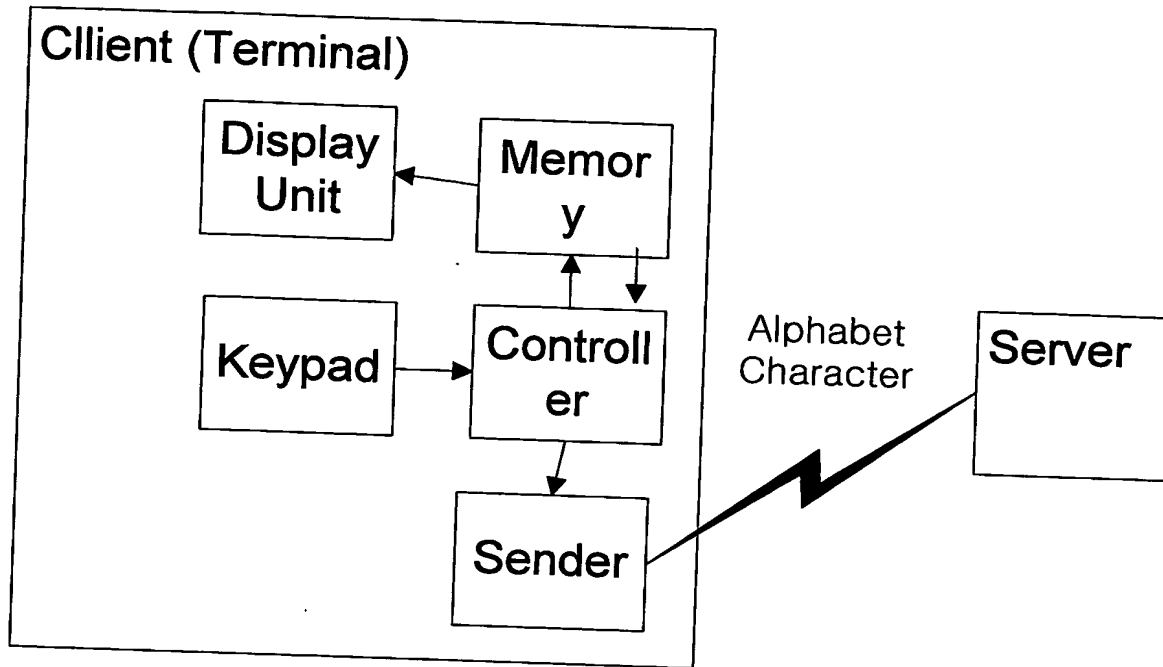 Cllient (Terminal)
Display
Unit
Memor
y
Keypad
Controll
er
Alphabet
Character
Server
Sender